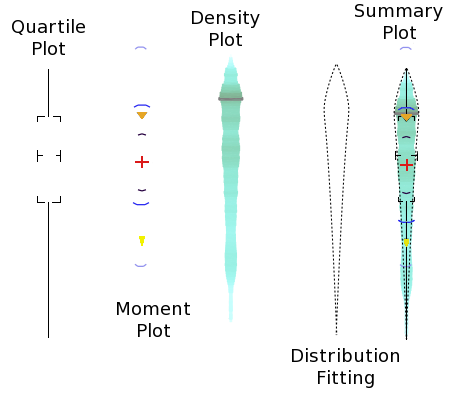 Quartile
Plot
Density
Plot
Summary
Plot
Moment
Plot
Distribution
Fitting